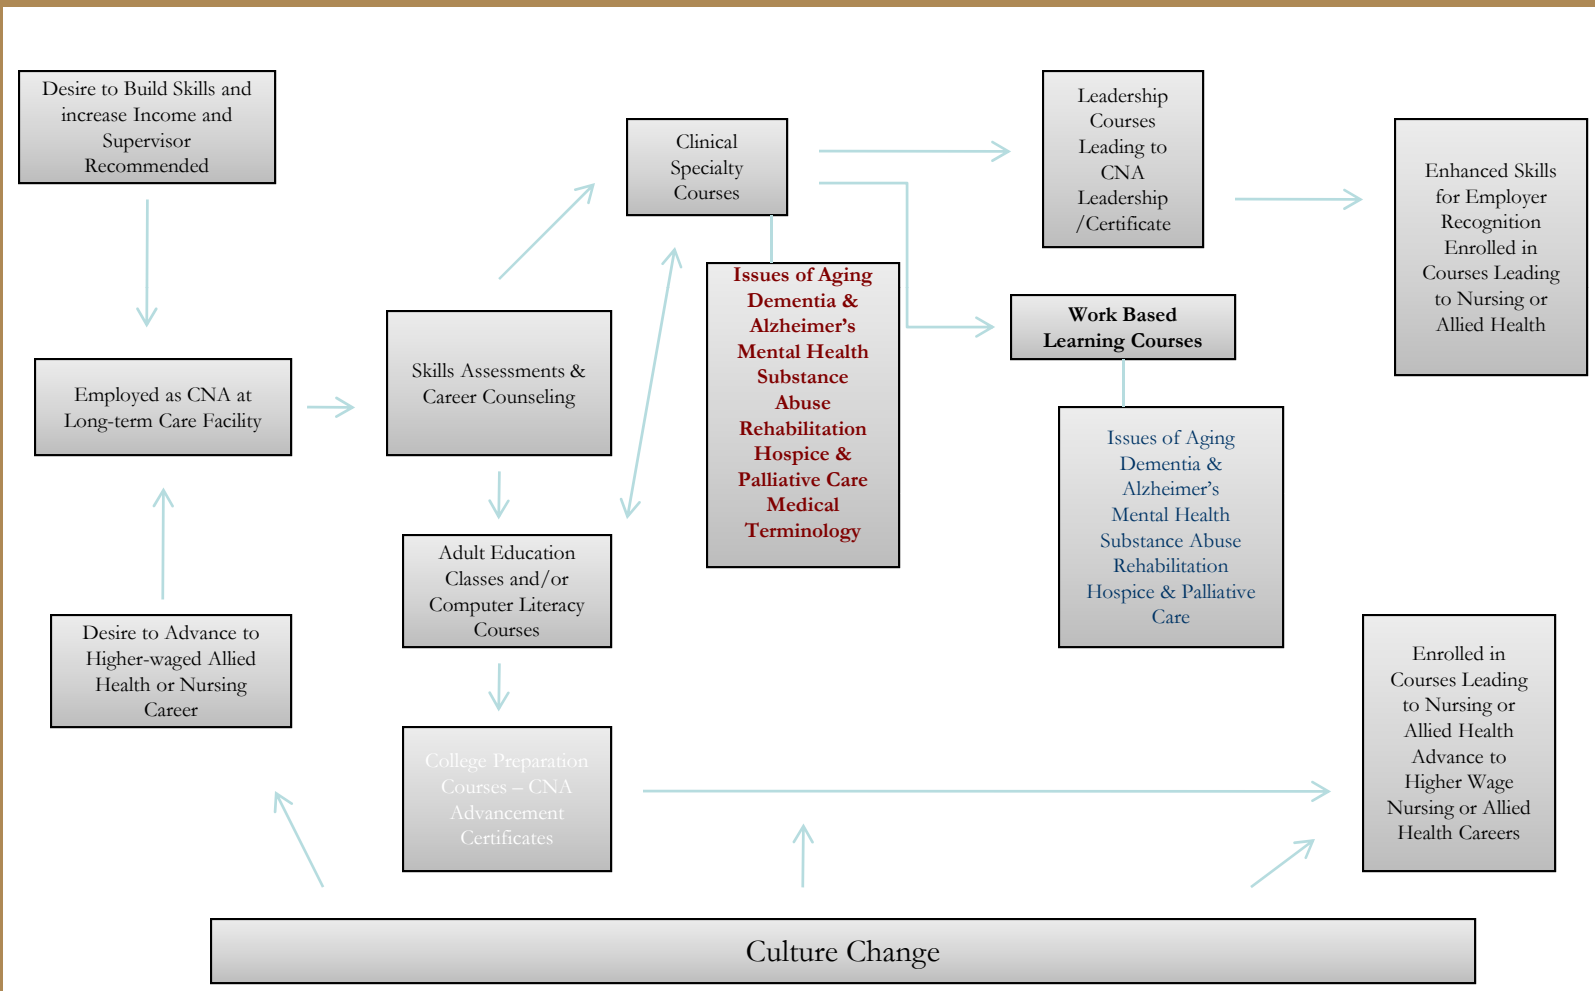 Desire to Build Skills and
increase Income and
Supervisor
Recommended
Employed as CNA at
Long-term Care Facility
Desire to Advance to
Higher-waged Allied
Health or Nursing
Career
Skills Assessments &
Career Counseling
Adult Education
Classes and/or
Computer Literacy
Courses
College Preparation
Courses – CNA
Advancement
Certificates
Clinical
Specialty
Courses
Issues of Aging
Dementia &
Alzheimer’s
Mental Health
Substance
Abuse
Rehabilitation
Hospice &
Palliative Care
Medical
Terminology
Leadership
Courses
Leading to
CNA
Leadership
/Certificate
Work Based
Learning Courses
Issues of Aging
Dementia &
Alzheimer’s
Mental Health
Substance Abuse
Rehabilitation
Hospice & Palliative
Care
Enhanced Skills
for Employer
Recognition
Enrolled in
Courses Leading
to Nursing or
Allied Health
Enrolled in
Courses Leading
to Nursing or
Allied Health
Advance to
Higher Wage
Nursing or Allied
Health Careers
Culture Change